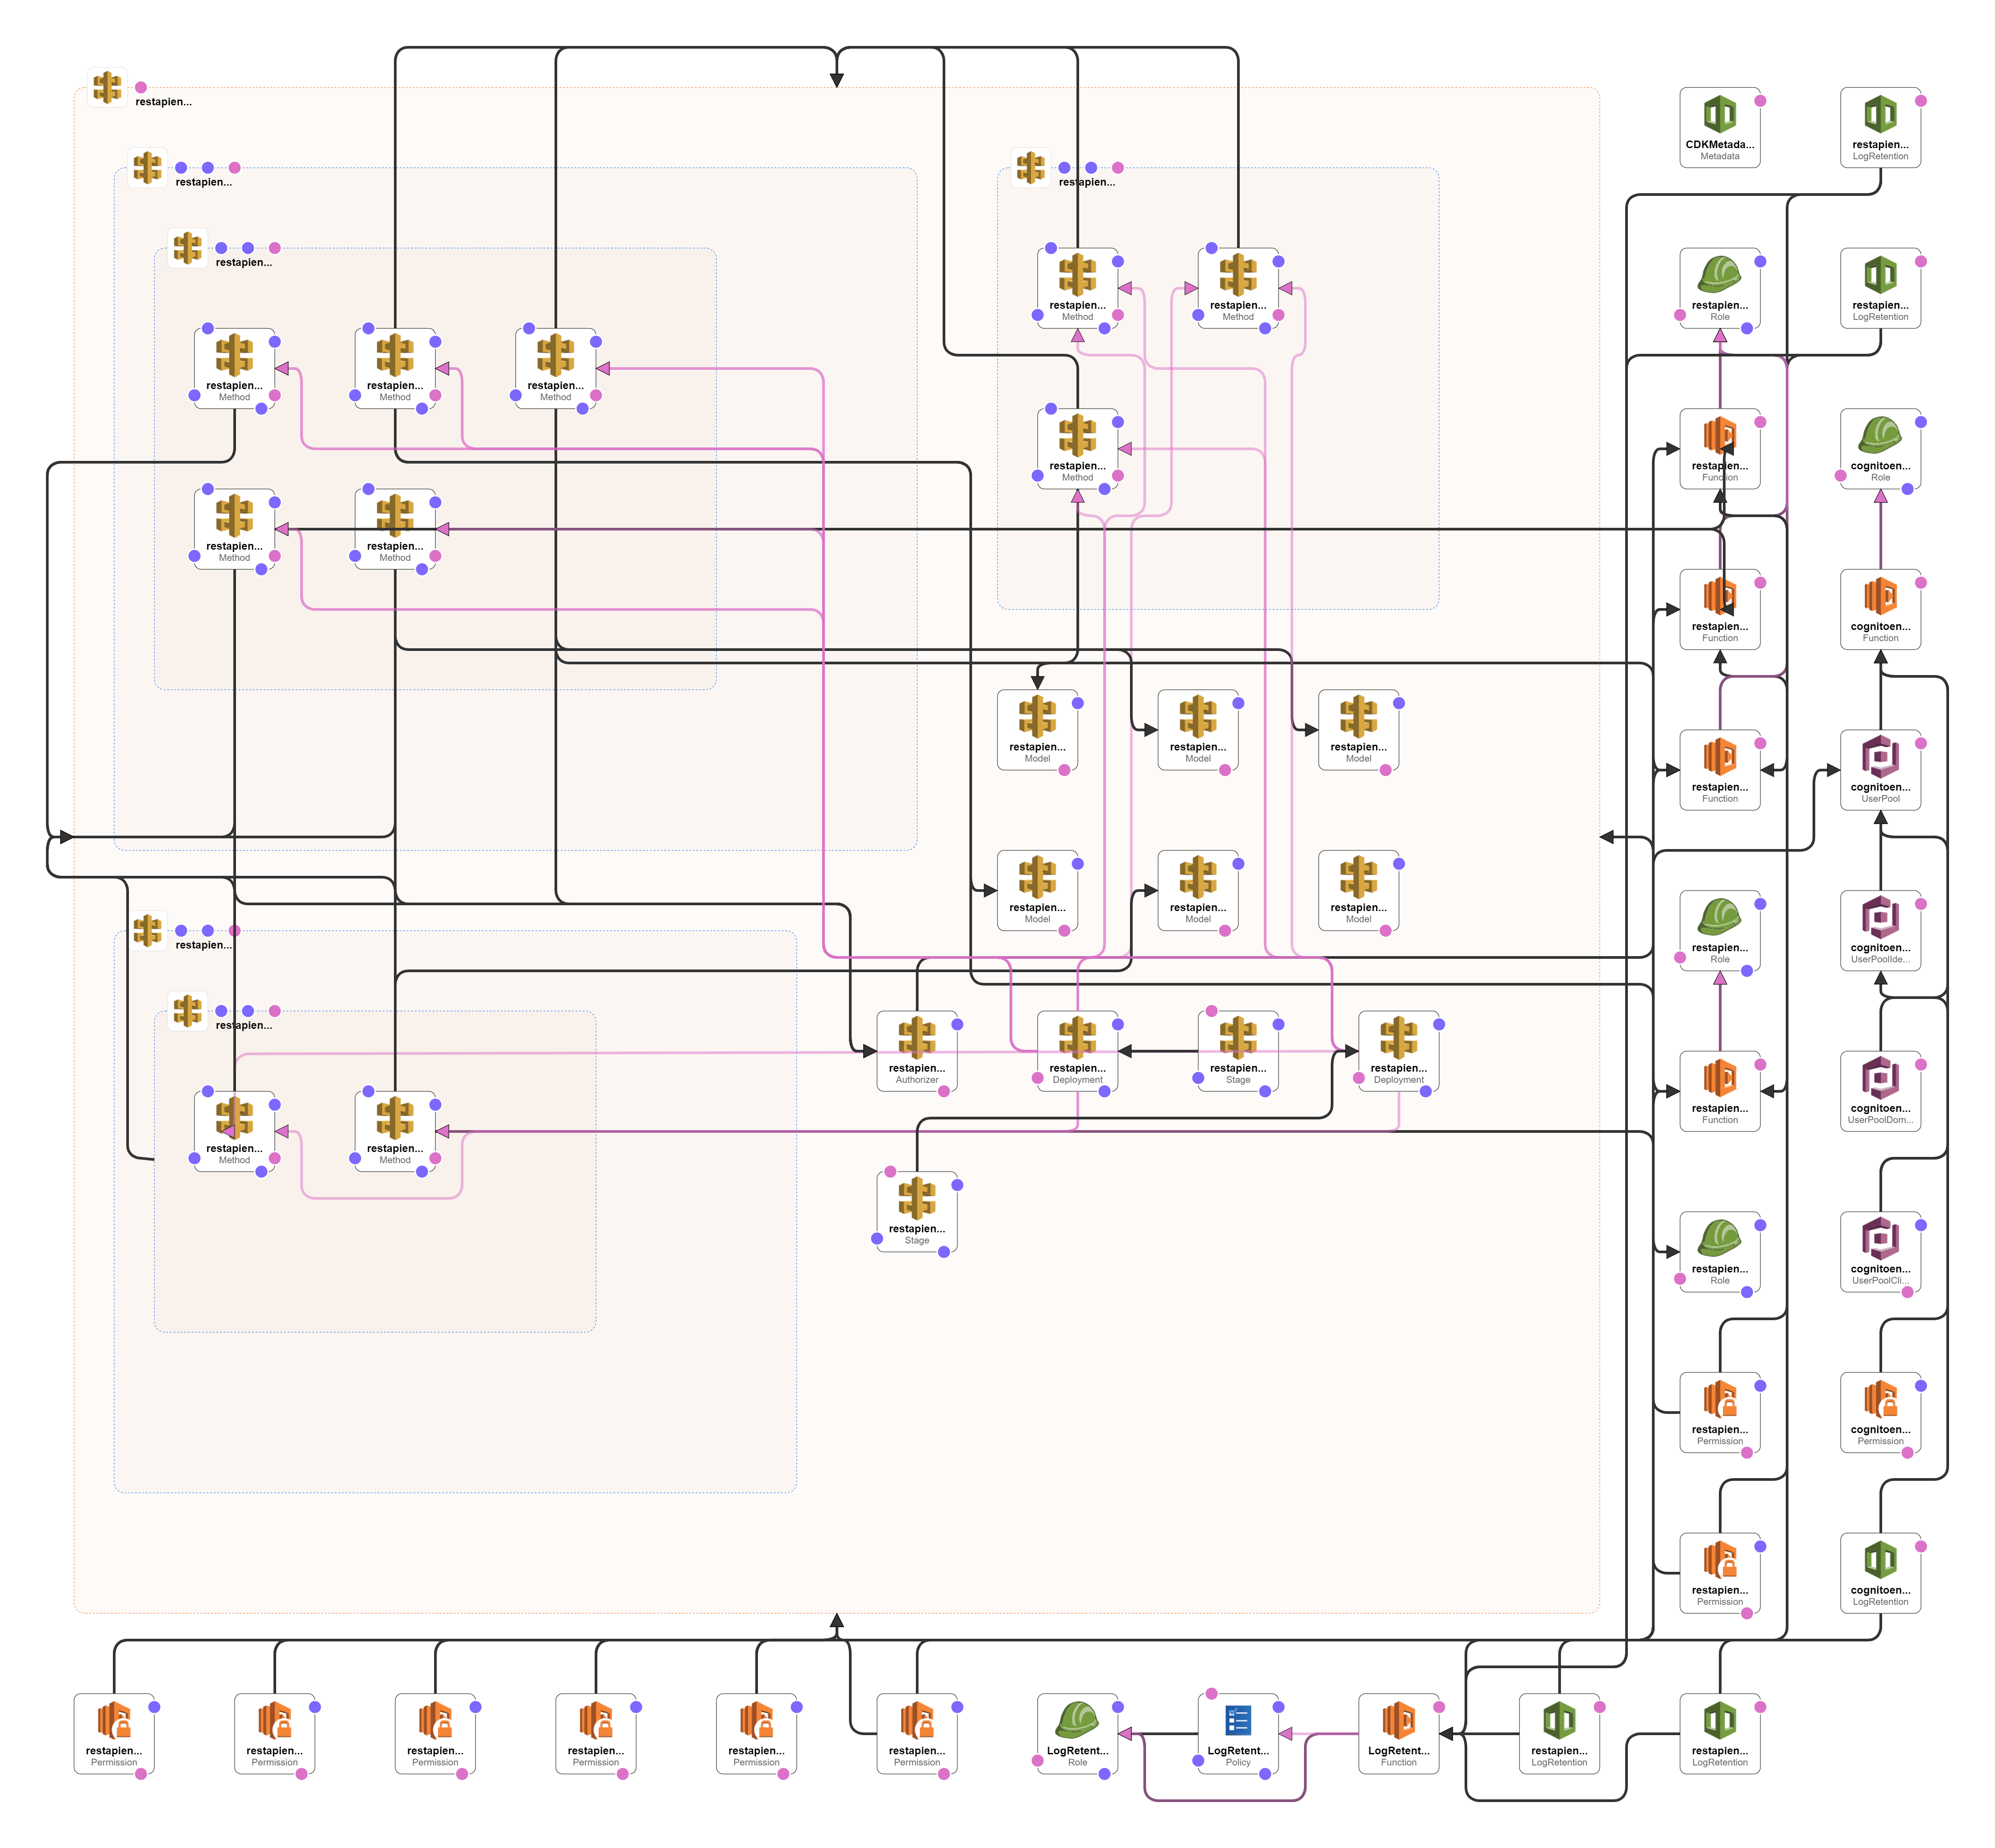 restapien...
CDKMetada...
Metadata
restapien...
LogRetention
restapien...
restapien...
restapien...
restapien...
Method
restapien...
Method
restapien...
Role
restapien...
LogRetention
restapien...
Method
restapien...
Method
restapien...
Method
restapien...
Method
restapien...
Function
cognitoen...
Role
restapien...
Method
restapien...
Method
restapien...
Function
cognitoen...
Function
restapien...
Model
restapien...
Model
restapien...
Model
restapien...
Function
cognitoen...
UserPool
restapien...
Model
restapien...
Model
restapien...
Model
restapien...
restapien...
Role
cognitoen...
UserPoolIde...
restapien...
restapien...
Authorizer
restapien...
Deployment
restapien...
Stage
restapien...
Deployment
restapien...
Function
cognitoen...
UserPoolDom...
restapien...
Method
restapien...
Method
restapien...
Stage
restapien...
Role
cognitoen...
UserPoolCli...
restapien...
Permission
cognitoen...
Permission
restapien...
Permission
cognitoen...
LogRetention
restapien...
Permission
restapien...
Permission
restapien...
Permission
restapien...
Permission
restapien...
Permission
restapien...
Permission
LogRetent...
Role
LogRetent...
Policy
LogRetent...
Function
restapien...
LogRetention
restapien...
LogRetention